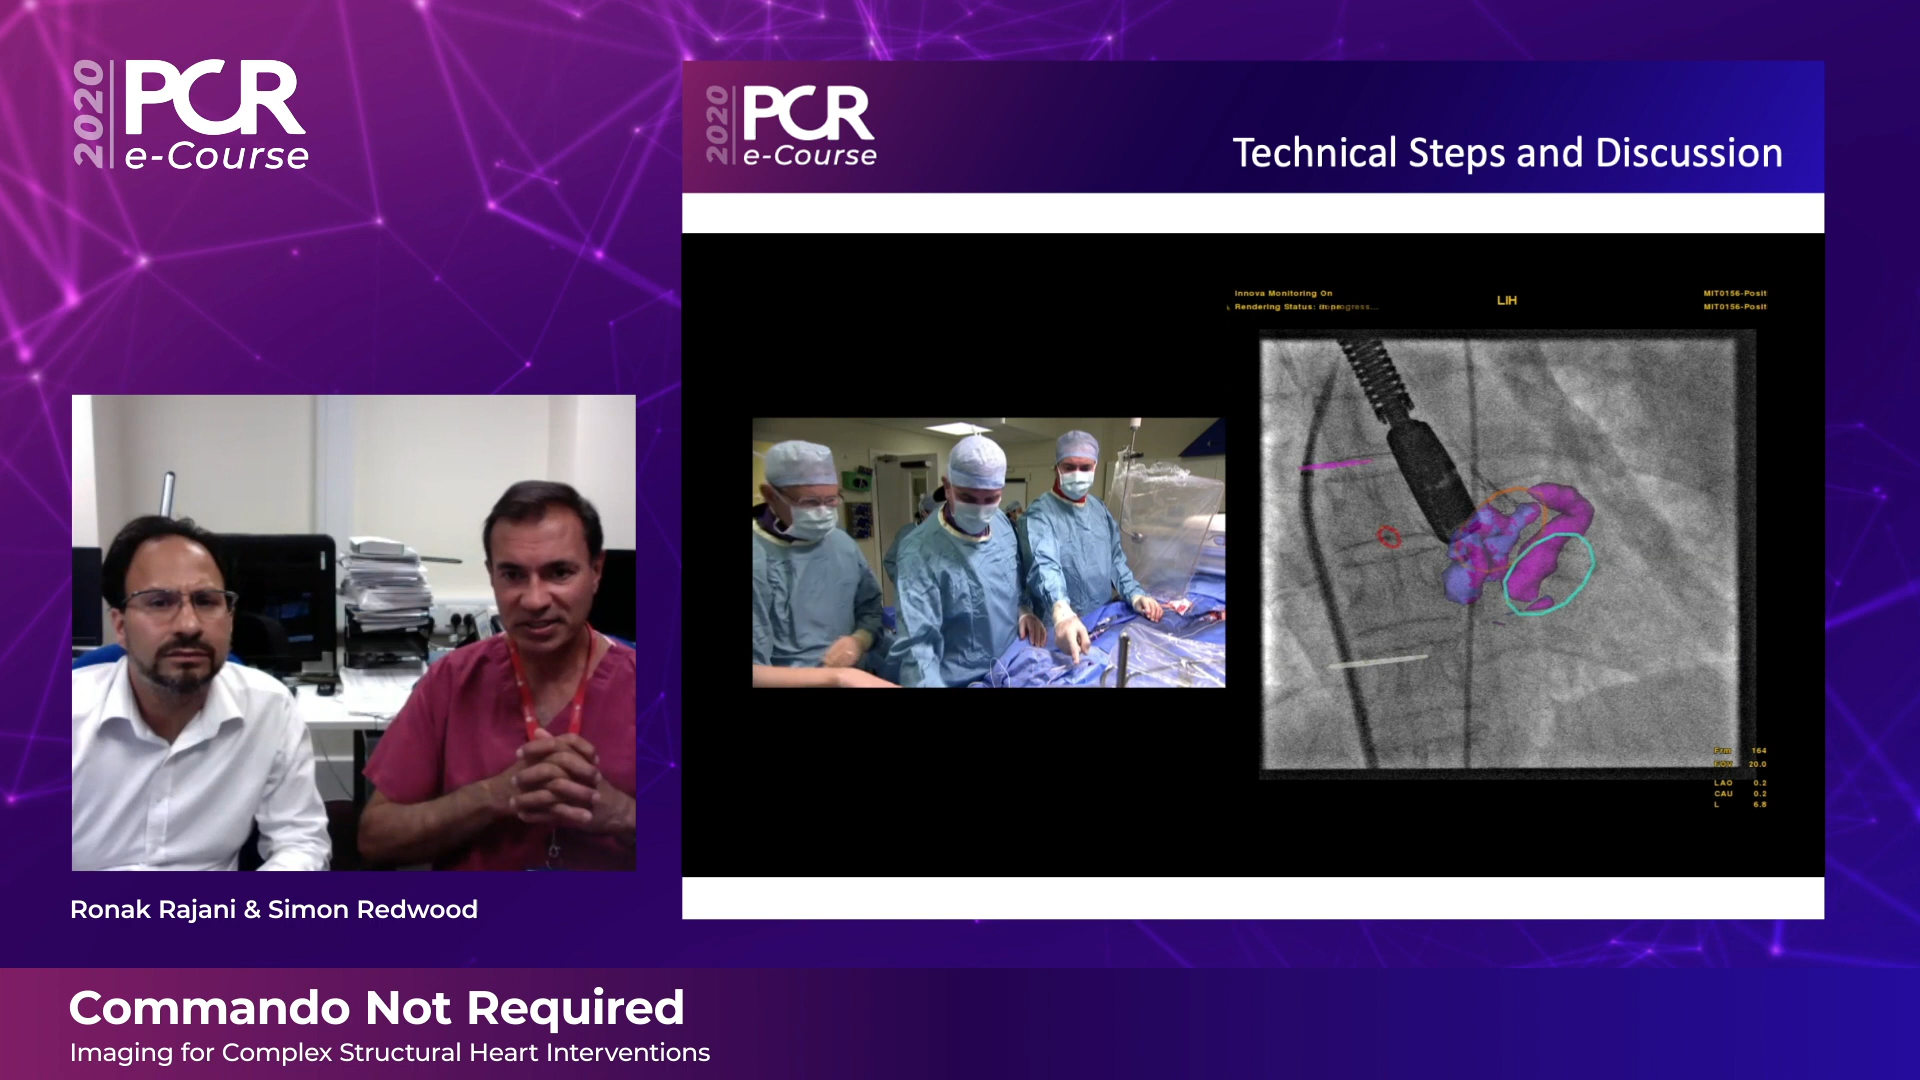 2020
PCR
e-Course
2020
PCR
e-Course
Technical Steps and Discussion
Innova Monitoring On
Rendering Status:
LIH
MIT0156-Posit
MIT0156-Posit
Frm 164
FOV 20.0
LAO 0.2
CAU 0.2
L 6.8
Ronak Rajani & Simon Redwood
Commando Not Required
Imaging for Complex Structural Heart Interventions